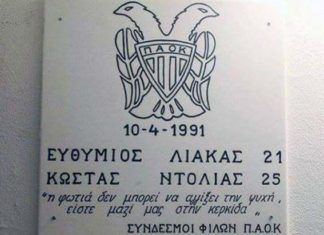 Π Α Ο Κ
10-4-1991
ΕΥΘΥΜΙΟΣ ΛΙΑΚΑΣ 21
ΚΩΣΤΑΣ ΝΤΟΛΙΑΣ 25
"η φωτιά δεν μπορεί να αγγίξει την ψυχή,
είστε μαζί μας στην κερκίδα"
ΣΥΝΔΕΣΜΟΙ ΦΙΛΩΝ Π.Α.Ο.Κ